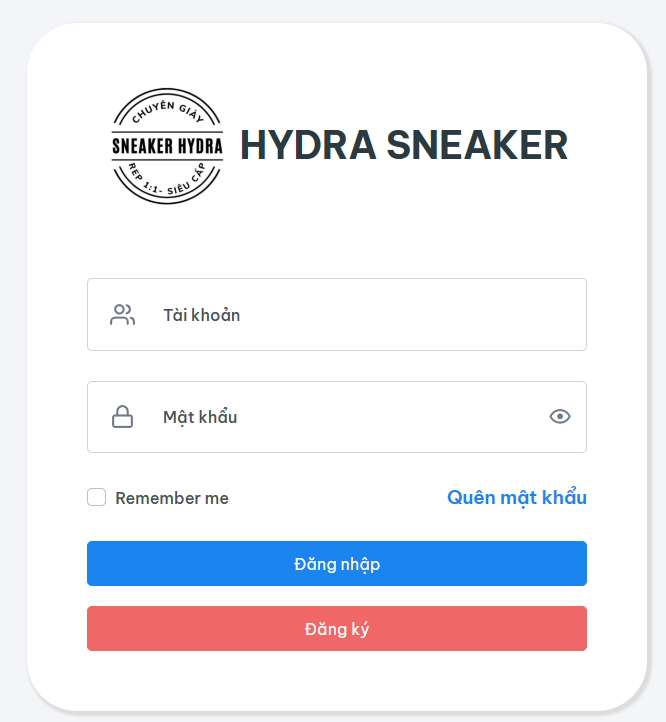 CHUYÊN GIÀY
SNEAKER HYDRA
REP 1:1- SIÊU CẤP
HYDRA SNEAKER
Tài khoản
Mật khẩu
Remember me
Quên mật khẩu
Đăng nhập
Đăng ký